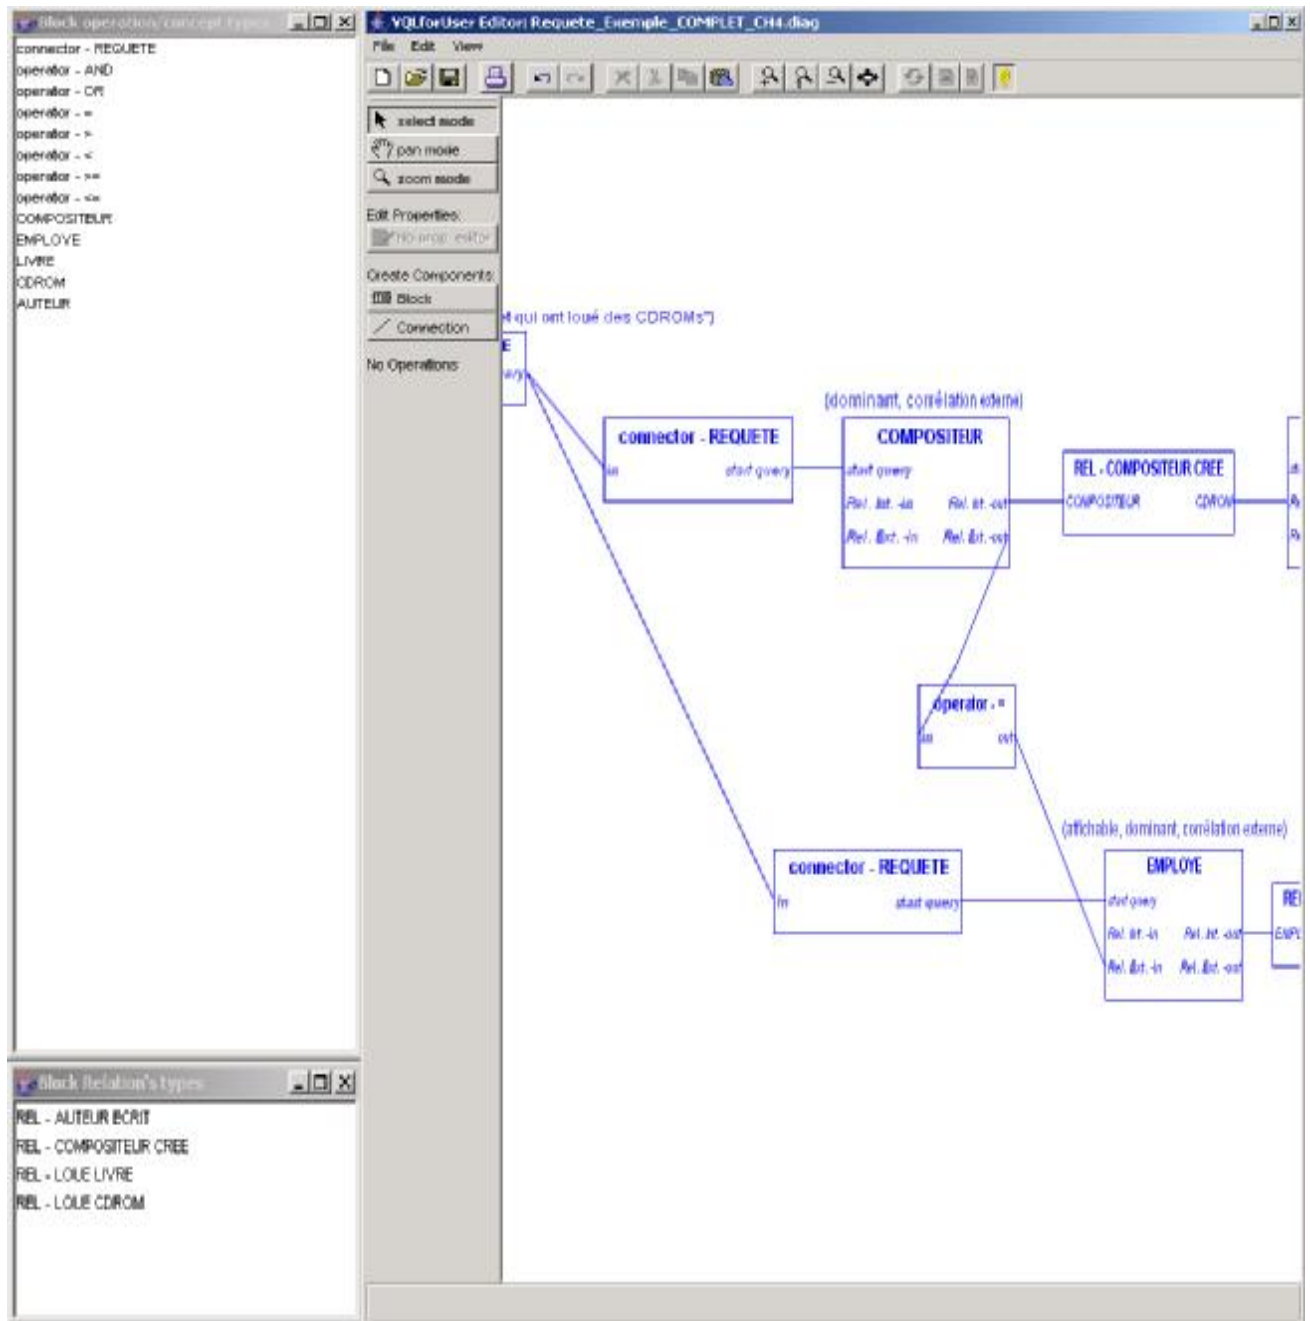 Block operation/concept types
connector - REQUETE
operator - AND
operator - OR
operator - =
operator - >
operator - <
operator - >=
operator - <=
COMPOSITEUR
EMPLOYE
LIVRE
CDROM
AUTEUR
Block Relation's types
REL - AUTEUR ECRIT
REL - COMPOSITEUR CREE
REL - LOUE LIVRE
REL - LOUE CDROM
VQLforUser Editor: Requete_Exemple_COMPLET_CH4.diag
File Edit View
select mode
pan mode
zoom mode
Edit Properties:
No prop. editor
Create Components:
Block
Connection
No Operations
qui ont loué des CDROMs")
E
ery
(dominant, corrélation externe)
connector - REQUETE
in start query
COMPOSITEUR
start query
Rel. Int. -in Rel. Int. -out
Rel. Ext. -in Rel. Ext. -out
REL - COMPOSITEUR CREE
COMPOSITEUR CDROM
operator - =
in out
(affichable, dominant, corrélation externe)
connector - REQUETE
in start query
EMPLOYE
start query
Rel. Int. -in Rel. Int. -out
Rel. Ext. -in Rel. Ext. -out
RE
EMPL